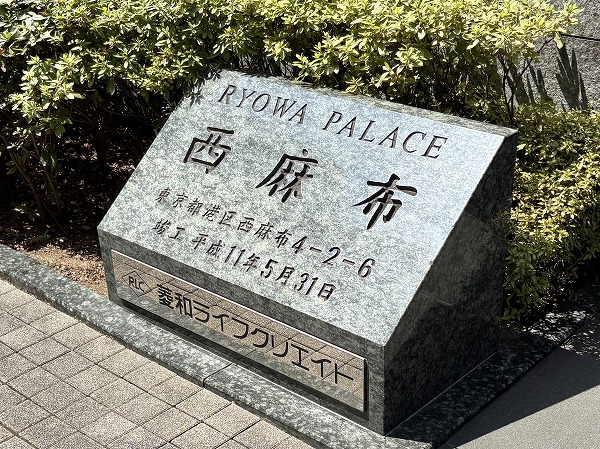 RYOWA PALACE
西麻布
東京都港区西麻布4-2-6
竣工 平成11年5月31日
RLC 菱和ライフクリエイト